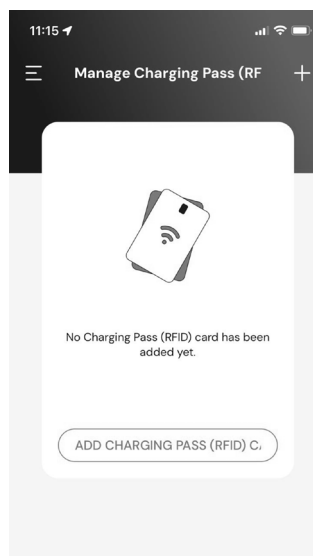 11:15
Manage Charging Pass (RF
No Charging Pass (RFID) card has been
added yet.
ADD CHARGING PASS (RFID) C